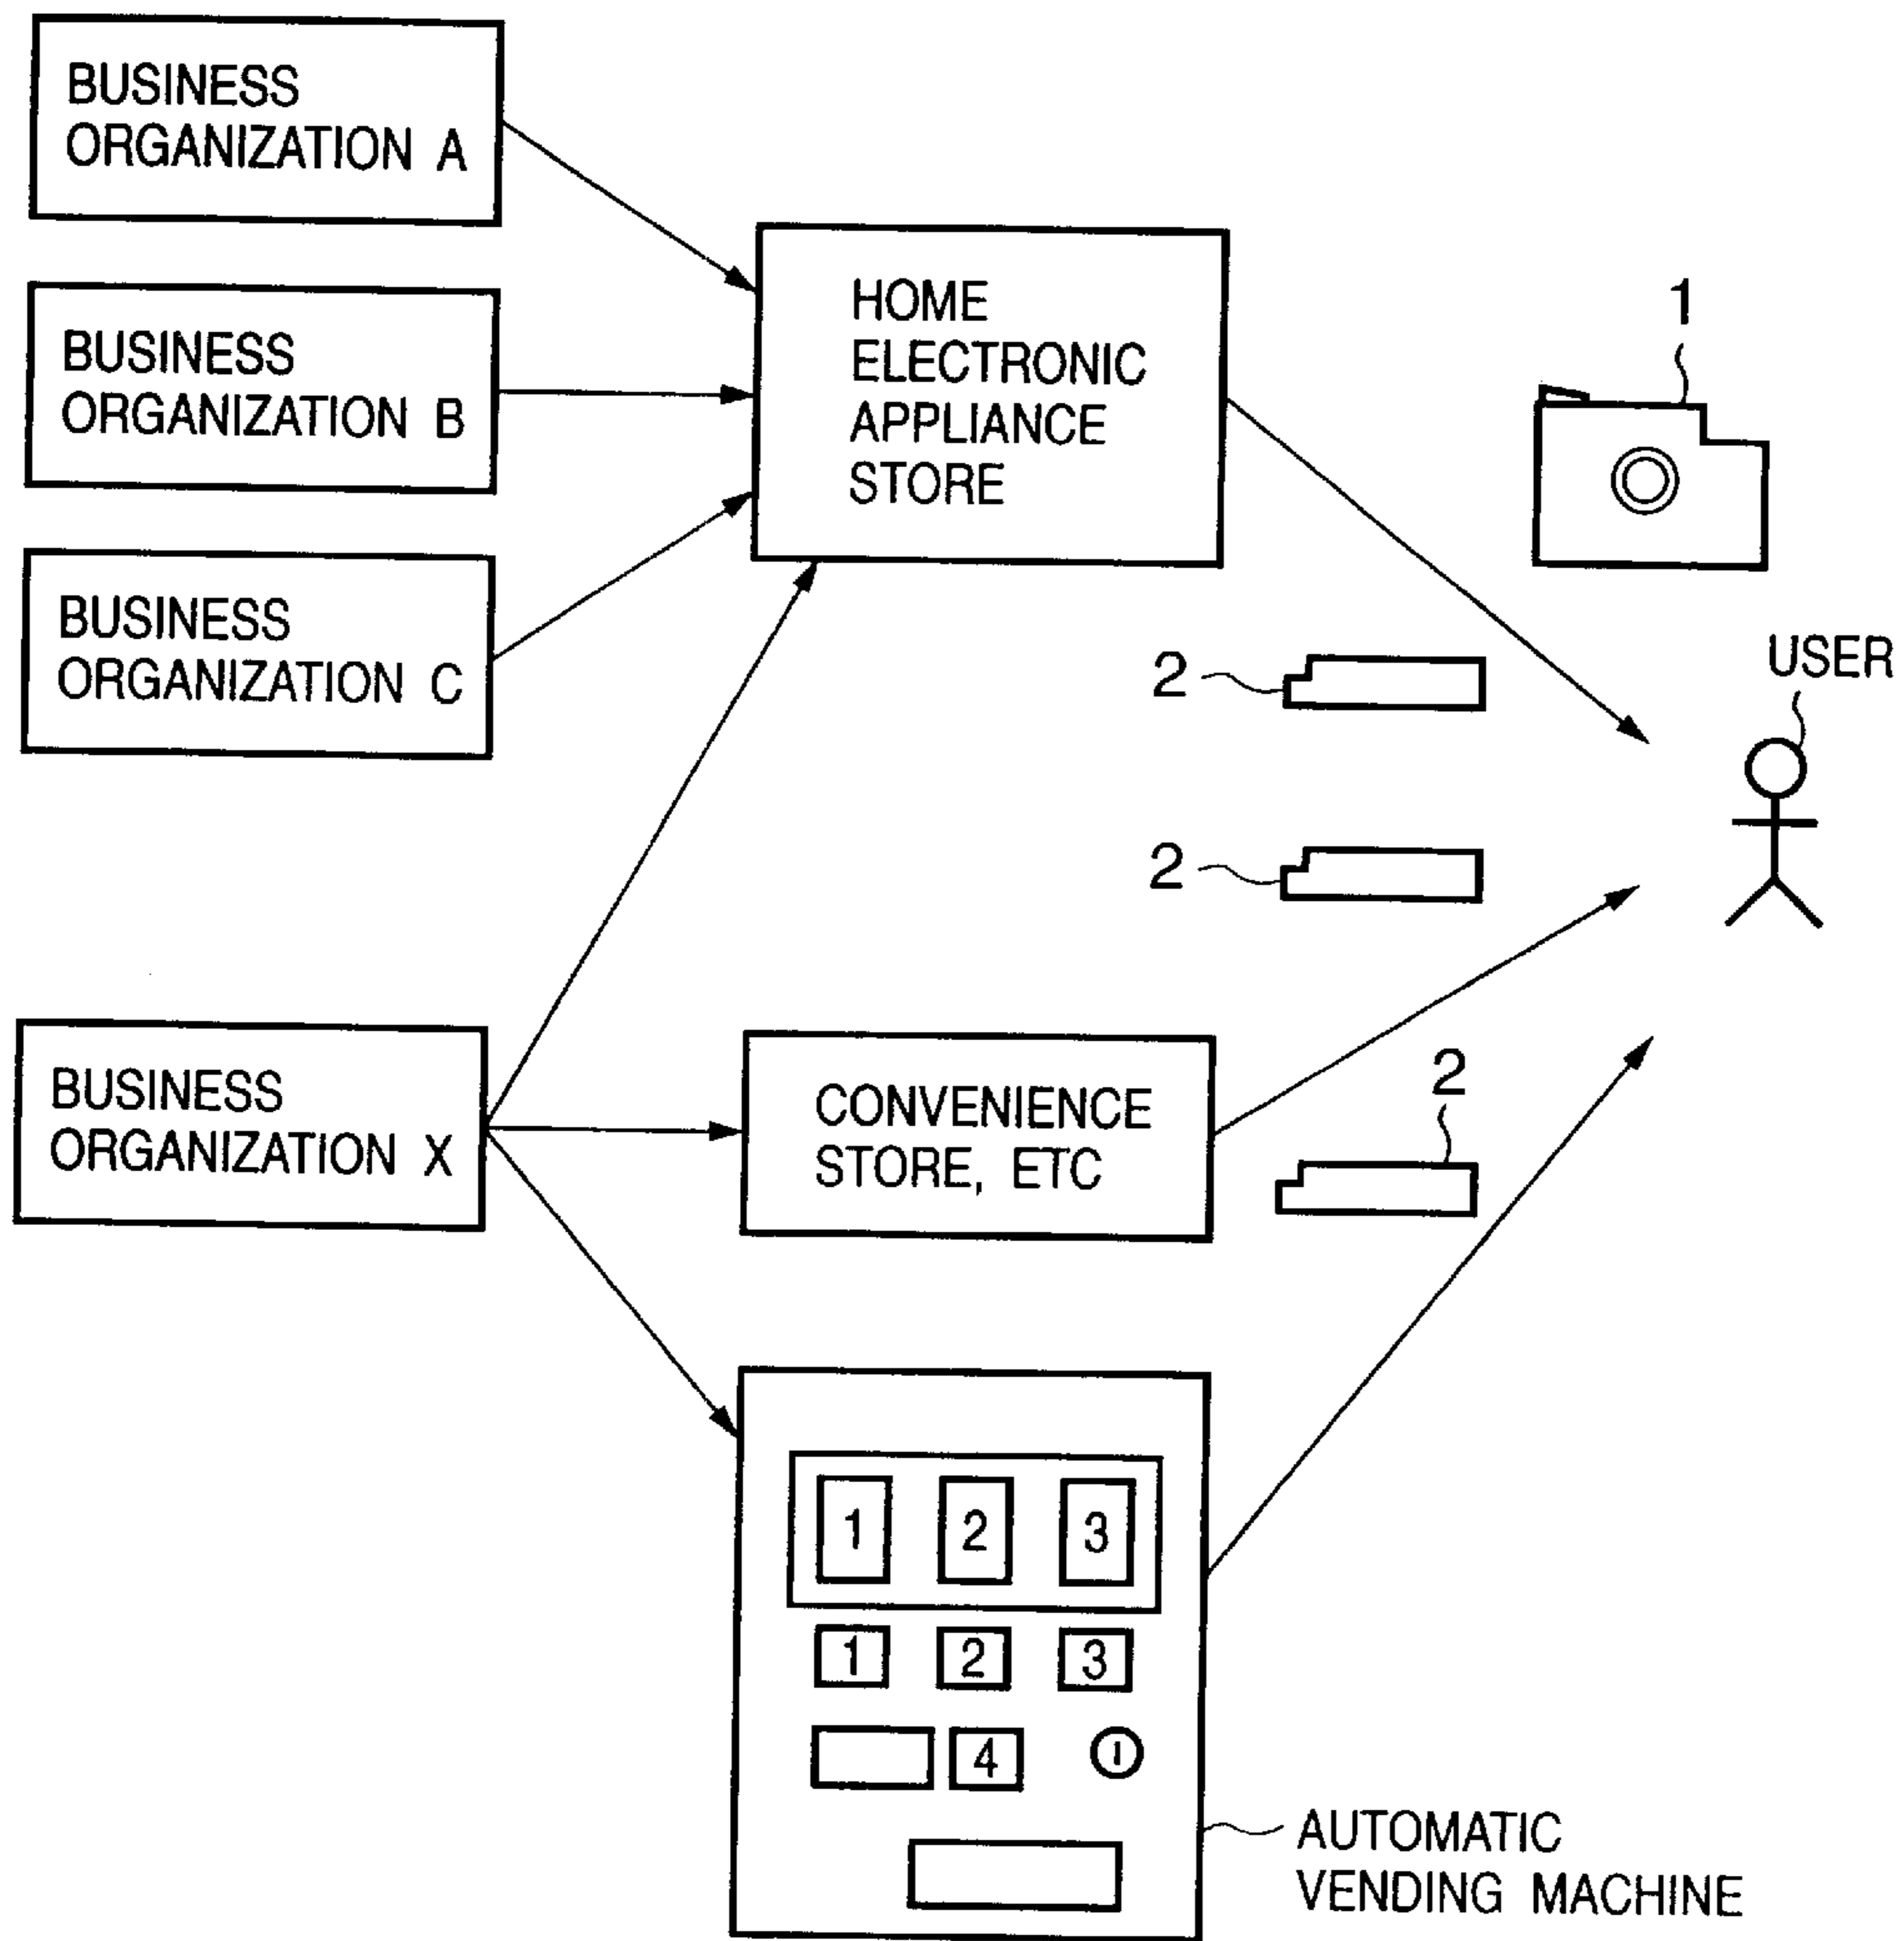 BUSINESS
ORGANIZATION A
BUSINESS
ORGANIZATION B
BUSINESS
ORGANIZATION C
HOME
ELECTRONIC
APPLIANCE
STORE
1
2
USER
2
BUSINESS
ORGANIZATION X
CONVENIENCE
STORE, ETC
2
1 2 3
1 2 3
4
AUTOMATIC
VENDING MACHINE